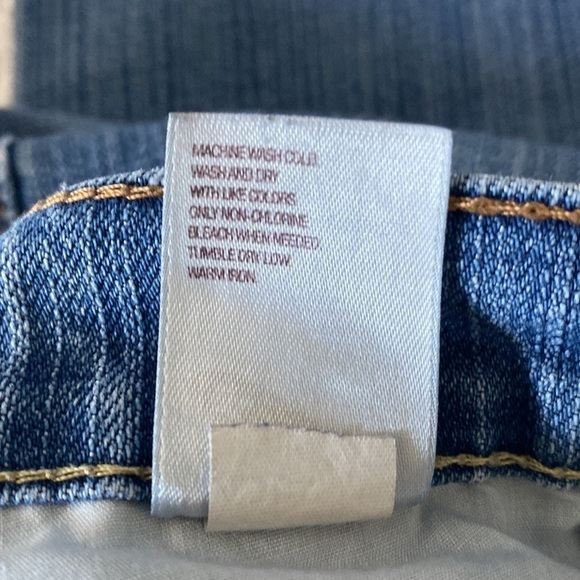 MACHINE WASH COLD.
WASH AND DRY
WITH LIKE COLORS.
ONLY NON-CHLORINE.
BLEACH WHEN NEEDED.
TUMBLE DRY LOW.
WARM IRON.